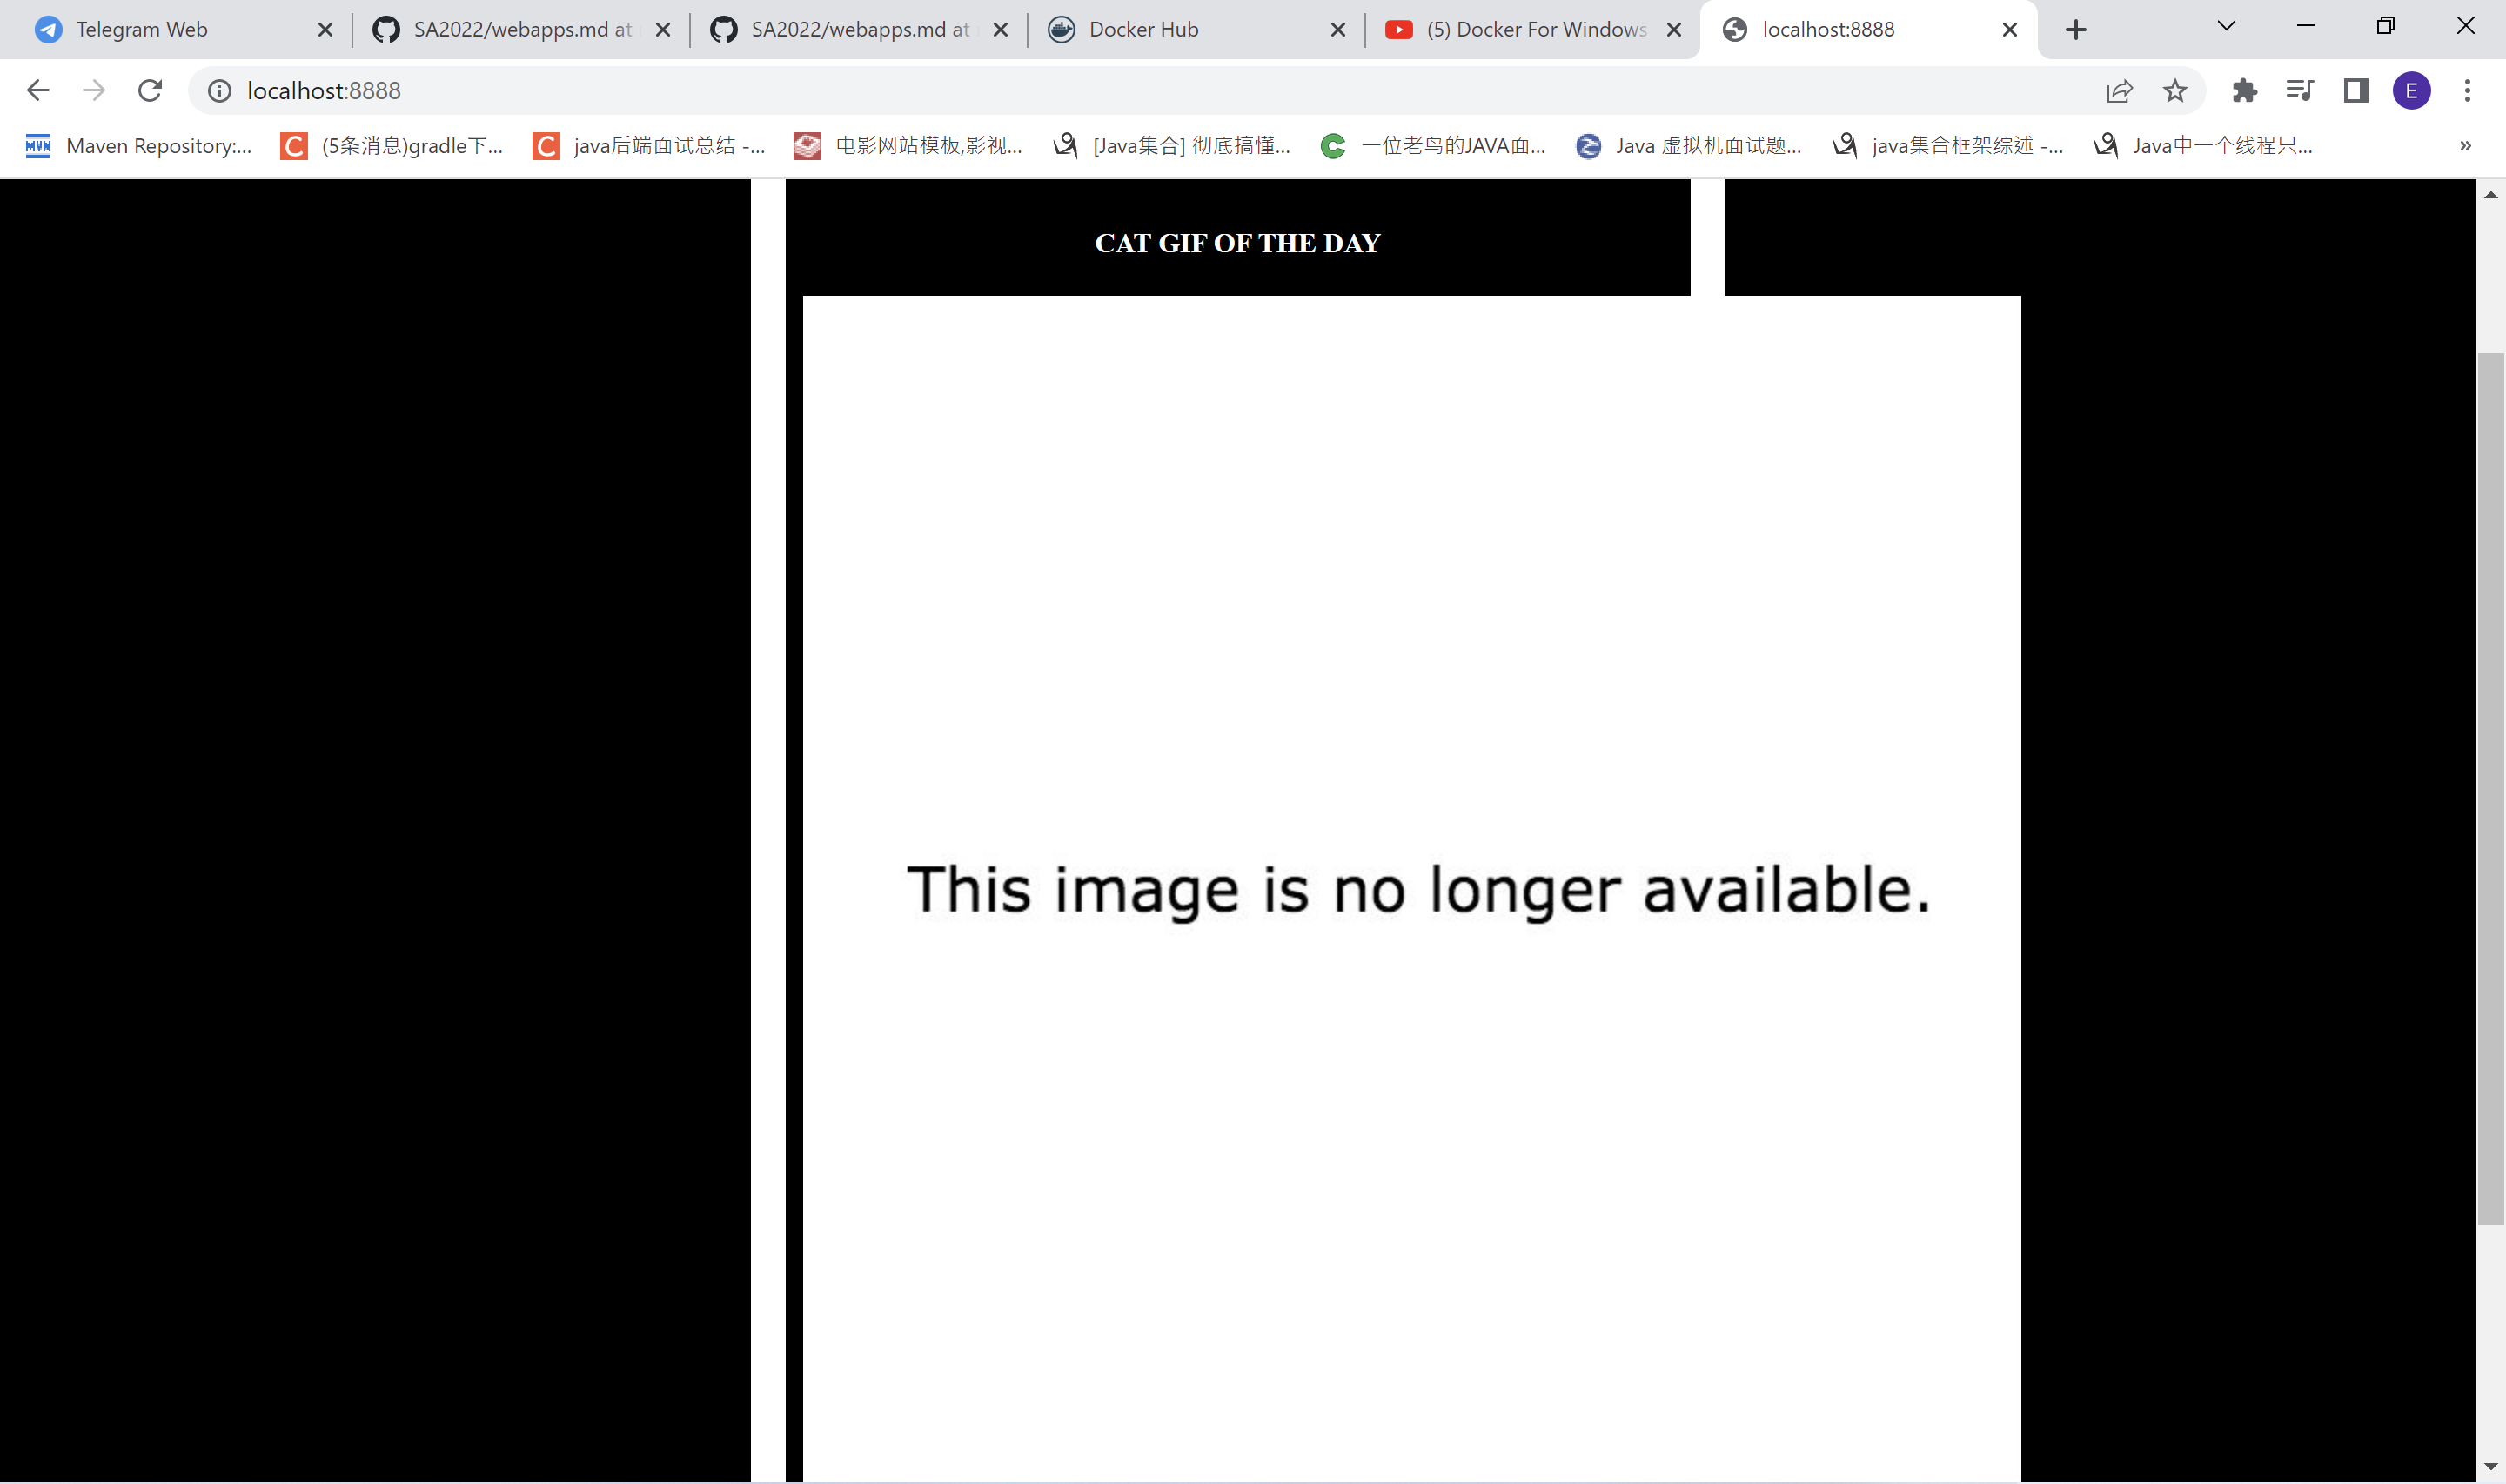 Telegram Web
SA2022/webapps.md at
SA2022/webapps.md at
Docker Hub
(5) Docker For Windows
localhost:8888
localhost:8888
E
MVN
Maven Repository:...
C
(5条消息)gradle下...
C
java后端面试总结 -...
电影网站模板,影视...
[Java集合] 彻底搞懂...
C
一位老鸟的JAVA面...
Java 虚拟机面试题...
java集合框架综述 -...
Java中一个线程只...
»
CAT GIF OF THE DAY
This image is no longer available.